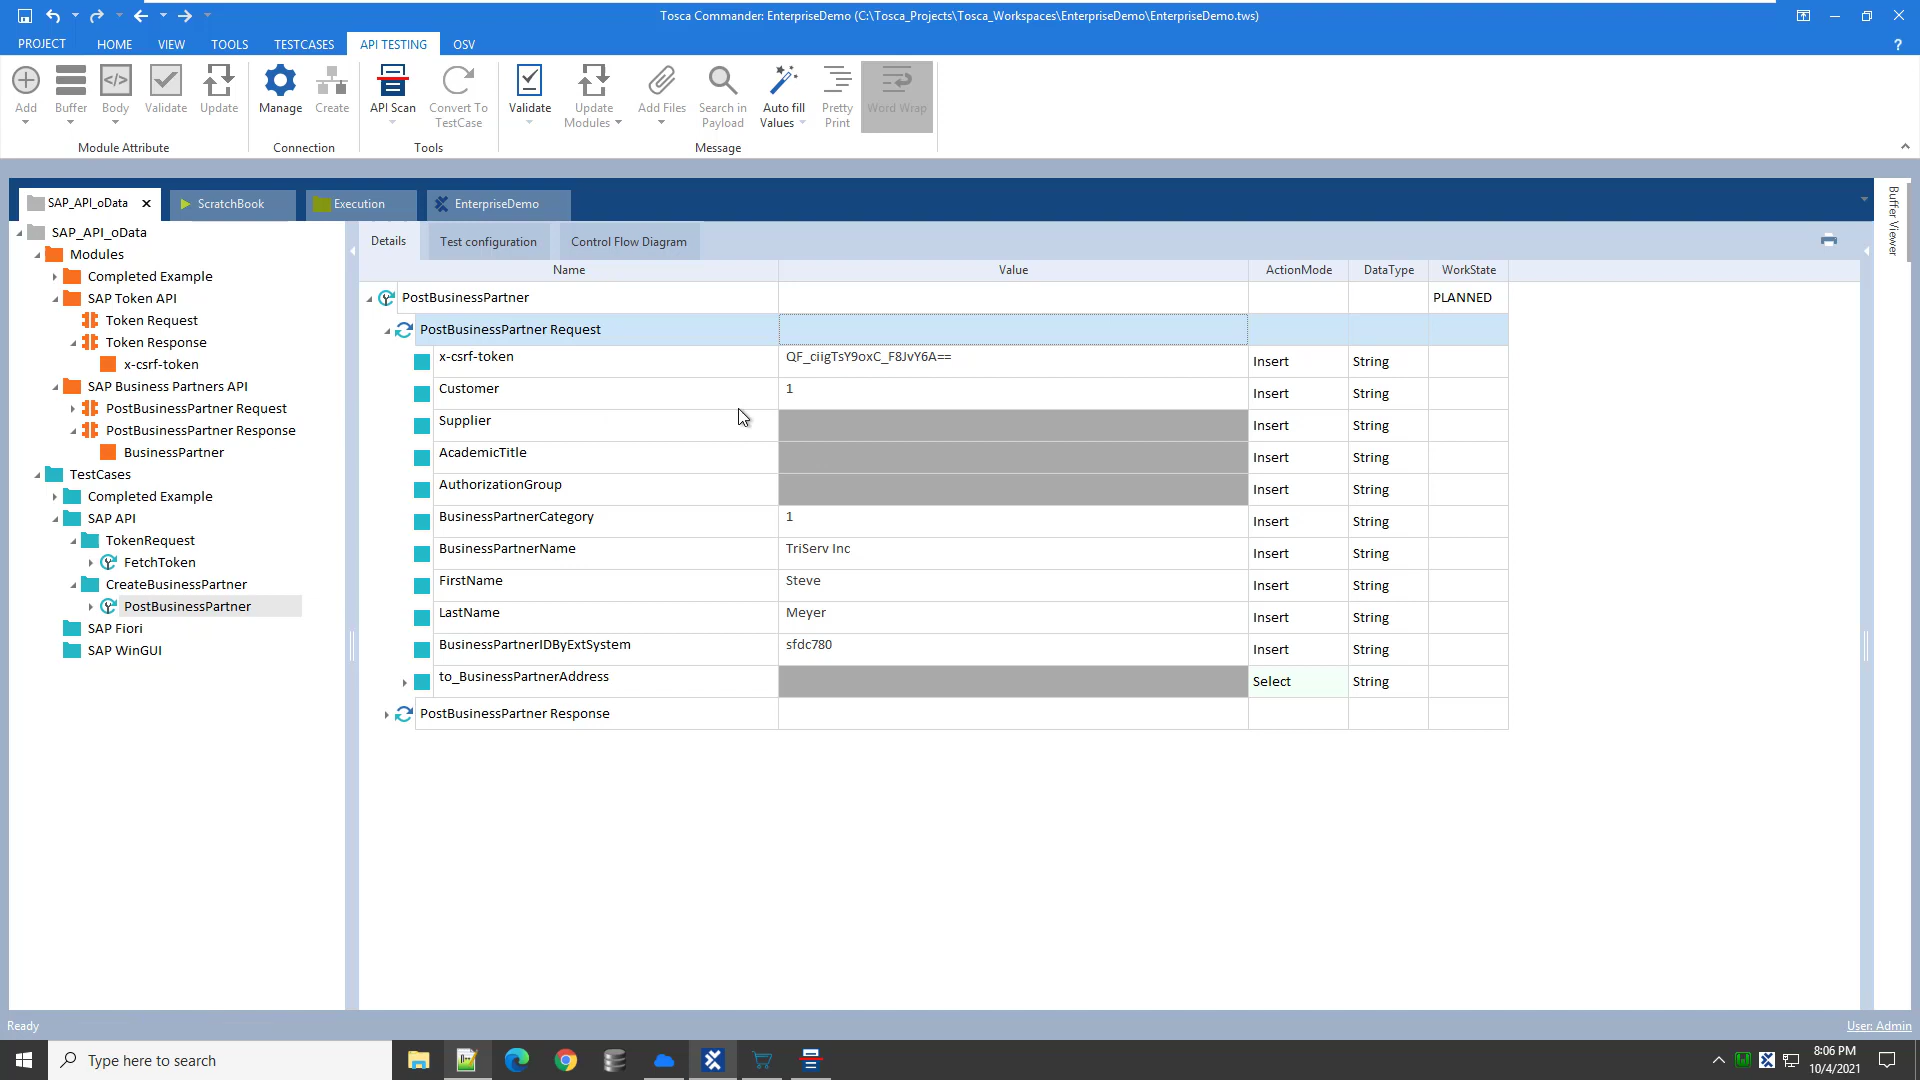 Tosca Commander: EnterpriseDemo (C:\Tosca_Projects\Tosca_Workspaces\EnterpriseDemo\EnterpriseDemo.tws)
PROJECT HOME VIEW TOOLS TESTCASES API TESTING OSV ?
Add Buffer Body Validate Update Manage Create API Scan Convert To TestCase Validate Update Modules Add Files Search in Payload Auto fill Values Pretty Print Word Wrap
Module Attribute Connection Tools Message
SAP_API_oData ScratchBook Execution EnterpriseDemo
Buffer Viewer
SAP_API_oData
Modules
Completed Example
SAP Token API
Token Request
Token Response
x-csrf-token
SAP Business Partners API
PostBusinessPartner Request
PostBusinessPartner Response
BusinessPartner
TestCases
Completed Example
SAP API
TokenRequest
FetchToken
CreateBusinessPartner
PostBusinessPartner
SAP Fiori
SAP WinGUI
Details Test configuration Control Flow Diagram
Name Value ActionMode DataType WorkState
PostBusinessPartner PLANNED
PostBusinessPartner Request
x-csrf-token QF_ciigTsY9oxC_F8JvY6A== Insert String
Customer 1 Insert String
Supplier Insert String
AcademicTitle Insert String
AuthorizationGroup Insert String
BusinessPartnerCategory 1 Insert String
BusinessPartnerName TriServ Inc Insert String
FirstName Steve Insert String
LastName Meyer Insert String
BusinessPartnerIDByExtSystem sfdc780 Insert String
to_BusinessPartnerAddress Select String
PostBusinessPartner Response
Ready User: Admin
Type here to search
8:06 PM
10/4/2021